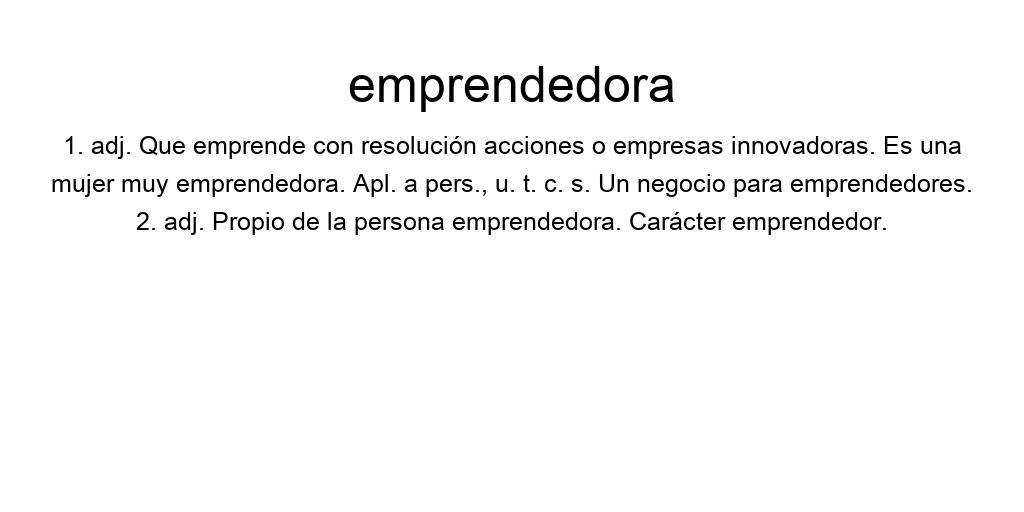 emprendedora
1. adj. Que emprende con resolución acciones o empresas innovadoras. Es una
mujer muy emprendedora. Apl. a pers., u. t. c. s. Un negocio para emprendedores.
2. adj. Propio de la persona emprendedora. Carácter emprendedor.